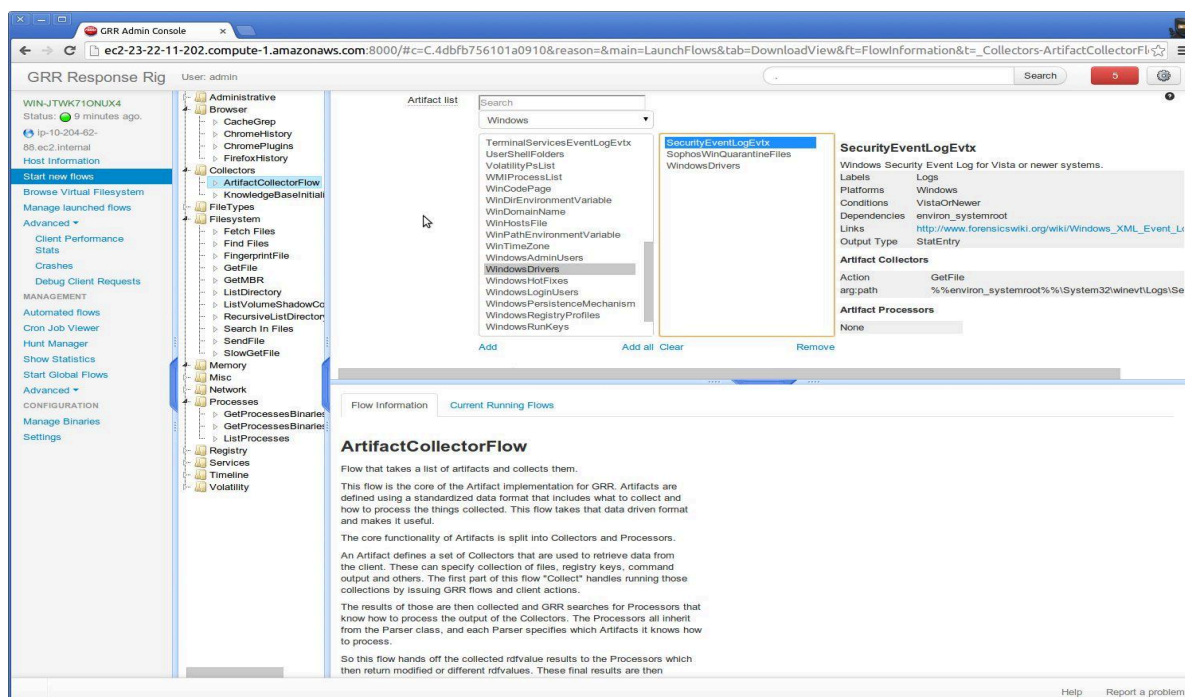 GRR Admin Console
ec2-23-22-11-202.compute-1.amazonaws.com:8000/#c=C.4dbfb756101a0910&reason=&main=LaunchFlows&tab=DownloadView&ft=FlowInformation&t=_Collectors-ArtifactCollectorFl
GRR Response Rig
User: admin
Search
5
WIN-JTWK71ONUX4
Status: 9 minutes ago.
ip-10-204-62-
88.ec2.internal
Host Information
Start new flows
Browse Virtual Filesystem
Manage launched flows
Advanced
Client Performance
Stats
Crashes
Debug Client Requests
MANAGEMENT
Automated flows
Cron Job Viewer
Hunt Manager
Show Statistics
Start Global Flows
Advanced
CONFIGURATION
Manage Binaries
Settings
Administrative
Browser
CacheGrep
ChromeHistory
ChromePlugins
FirefoxHistory
Collectors
ArtifactCollectorFlow
KnowledgeBaseInitiali
FileTypes
Filesystem
Fetch Files
Find Files
FingerprintFile
GetFile
GetMBR
ListDirectory
ListVolumeShadowCo
RecursiveListDirectory
Search In Files
SendFile
SlowGetFile
Memory
Misc
Network
Processes
GetProcessesBinaries
GetProcessesBinaries
ListProcesses
Registry
Services
Timeline
Volatility
Artifact list
Search
Windows
TerminalServicesEventLogEvtx
UserShellFolders
VolatilityPsList
WMIProcessList
WinCodePage
WinDirEnvironmentVariable
WinDomainName
WinHostsFile
WinPathEnvironmentVariable
WinTimeZone
WindowsAdminUsers
WindowsDrivers
WindowsHotFixes
WindowsLoginUsers
WindowsPersistenceMechanism
WindowsRegistryProfiles
WindowsRunKeys
Add
Add all
SecurityEventLogEvtx
SophosWinQuarantineFiles
WindowsDrivers
Clear
Remove
SecurityEventLogEvtx
Windows Security Event Log for Vista or newer systems.
Labels Logs
Platforms Windows
Conditions VistaOrNewer
Dependencies environ_systemroot
Links http://www.forensicswiki.org/wiki/Windows_XML_Event_Lo
Output Type StatEntry
Artifact Collectors
Action GetFile
arg:path %%environ_systemroot%%\System32\winevt\Logs\Se
Artifact Processors
None
Flow Information
Current Running Flows
ArtifactCollectorFlow
Flow that takes a list of artifacts and collects them.
This flow is the core of the Artifact implementation for GRR. Artifacts are
defined using a standardized data format that includes what to collect and
how to process the things collected. This flow takes that data driven format
and makes it useful.
The core functionality of Artifacts is split into Collectors and Processors.
An Artifact defines a set of Collectors that are used to retrieve data from
the client. These can specify collection of files, registry keys, command
output and others. The first part of this flow "Collect" handles running those
collections by issuing GRR flows and client actions.
The results of those are then collected and GRR searches for Processors that
know how to process the output of the Collectors. The Processors all inherit
from the Parser class, and each Parser specifies which Artifacts it knows how
to process.
So this flow hands off the collected rdfvalue results to the Processors which
then return modified or different rdfvalues. These final results are then
Help
Report a problem